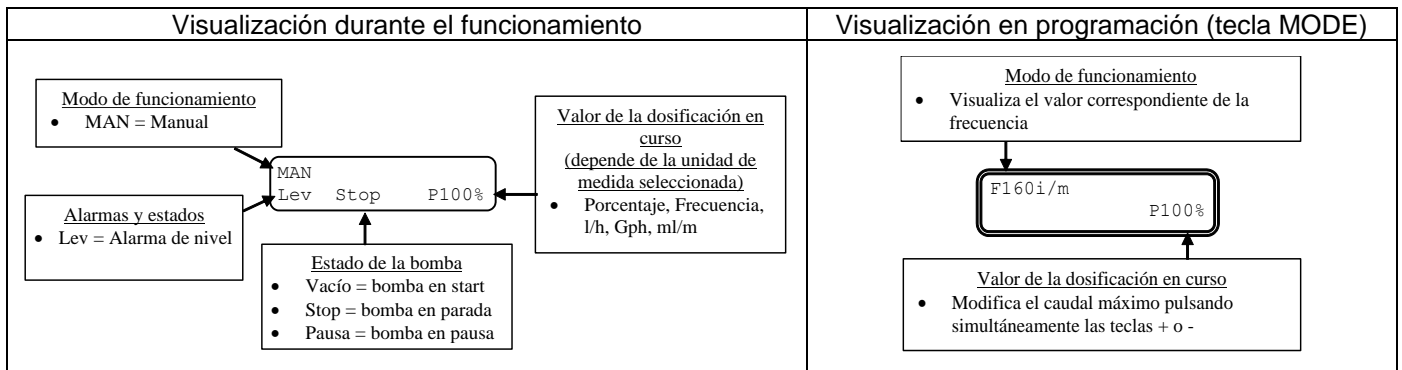 Visualización durante el funcionamiento
Modo de funcionamiento
• MAN = Manual
Alarmas y estados
• Lev = Alarma de nivel
MAN
Lev Stop P100%
Estado de la bomba
• Vacío = bomba en start
• Stop = bomba en parada
• Pausa = bomba en pausa
Valor de la dosificación en
curso
(depende de la unidad de
medida seleccionada)
• Porcentaje, Frecuencia,
l/h, Gph, ml/m
Visualización en programación (tecla MODE)
Modo de funcionamiento
• Visualiza el valor correspondiente de la
frecuencia
F160i/m
P100%
Valor de la dosificación en curso
• Modifica el caudal máximo pulsando
simultáneamente las teclas + o -